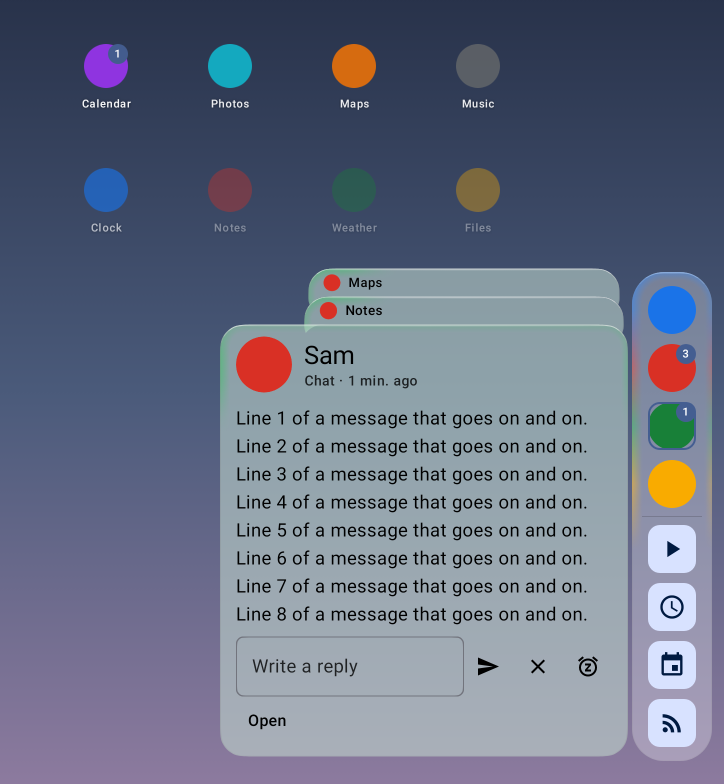 1
Calendar
Photos
Maps
Music
Clock
Notes
Weather
Files
Maps
Notes
Sam
Chat · 1 min. ago
Line 1 of a message that goes on and on.
Line 2 of a message that goes on and on.
Line 3 of a message that goes on and on.
Line 4 of a message that goes on and on.
Line 5 of a message that goes on and on.
Line 6 of a message that goes on and on.
Line 7 of a message that goes on and on.
Line 8 of a message that goes on and on.
Write a reply
Open
3
1